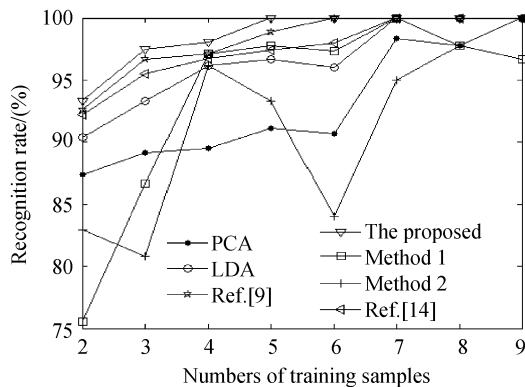 Recognition rate/(%)
100
95
90
85
80
75
PCA
LDA
Ref.[9]
The proposed
Method 1
Method 2
Ref.[14]
2 3 4 5 6 7 8 9
Numbers of training samples